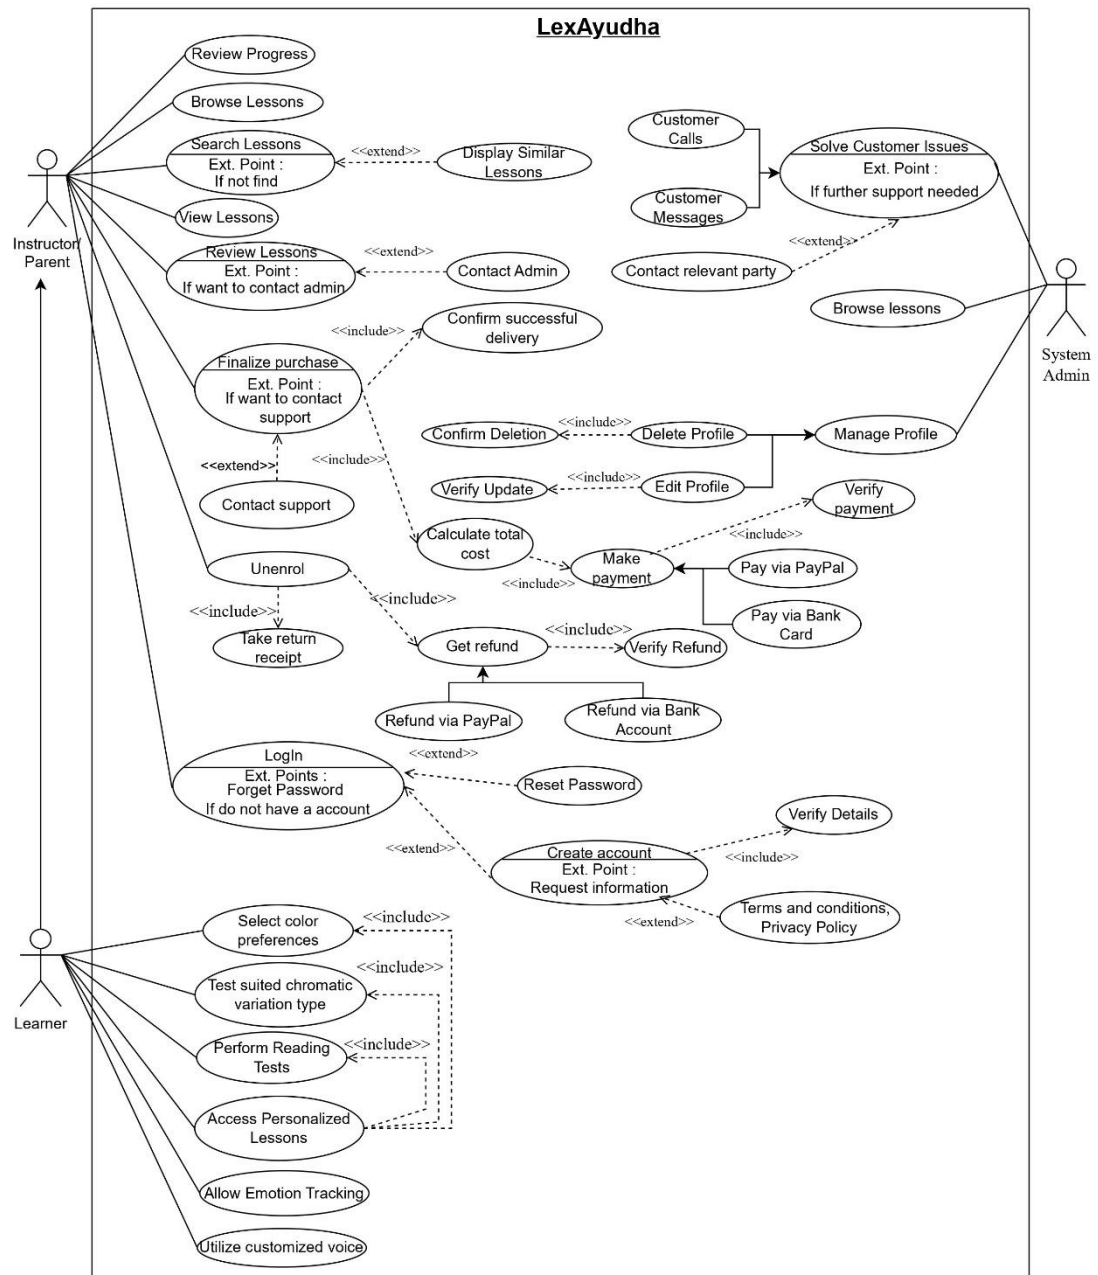 LexAyudha
Review Progress
Browse Lessons
Search Lessons
Ext. Point :
If not find
<<extend>>
Display Similar
Lessons
View Lessons
Instructor/
Parent
Review Lessons
Ext. Point :
If want to contact admin
<<extend>>
Contact Admin
Customer
Calls
Customer
Messages
Solve Customer Issues
Ext. Point :
If further support needed
<<extend>>
Contact relevant party
Browse lessons
System
Admin
<<include>>
Confirm successful
delivery
Finalize purchase
Ext. Point :
If want to contact
support
<<extend>>
<<include>>
Contact support
Confirm Deletion
<<include>>
Delete Profile
Manage Profile
Verify Update
<<include>>
Edit Profile
Verify
payment
Calculate total
cost
<<include>>
Make
payment
<<include>>
Pay via PayPal
Pay via Bank
Card
Unenrol
<<include>>
<<include>>
Take return
receipt
Get refund
<<include>>
Verify Refund
Refund via PayPal
Refund via Bank
Account
LogIn
Ext. Points :
Forget Password
If do not have a account
<<extend>>
Reset Password
<<extend>>
Create account
Ext. Point :
Request information
Verify Details
<<include>>
<<extend>>
Terms and conditions,
Privacy Policy
Learner
Select color
preferences
<<include>>
Test suited chromatic
variation type
<<include>>
Perform Reading
Tests
<<include>>
Access Personalized
Lessons
Allow Emotion Tracking
Utilize customized voice